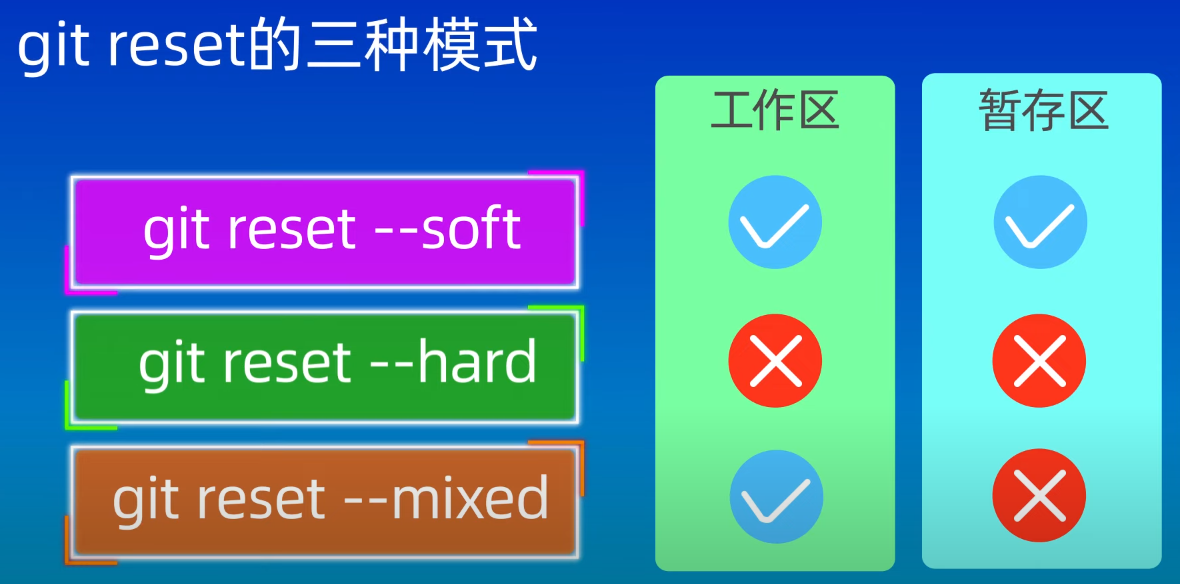 git reset的三种模式
工作区
暂存区
git reset --soft
git reset --hard
git reset --mixed